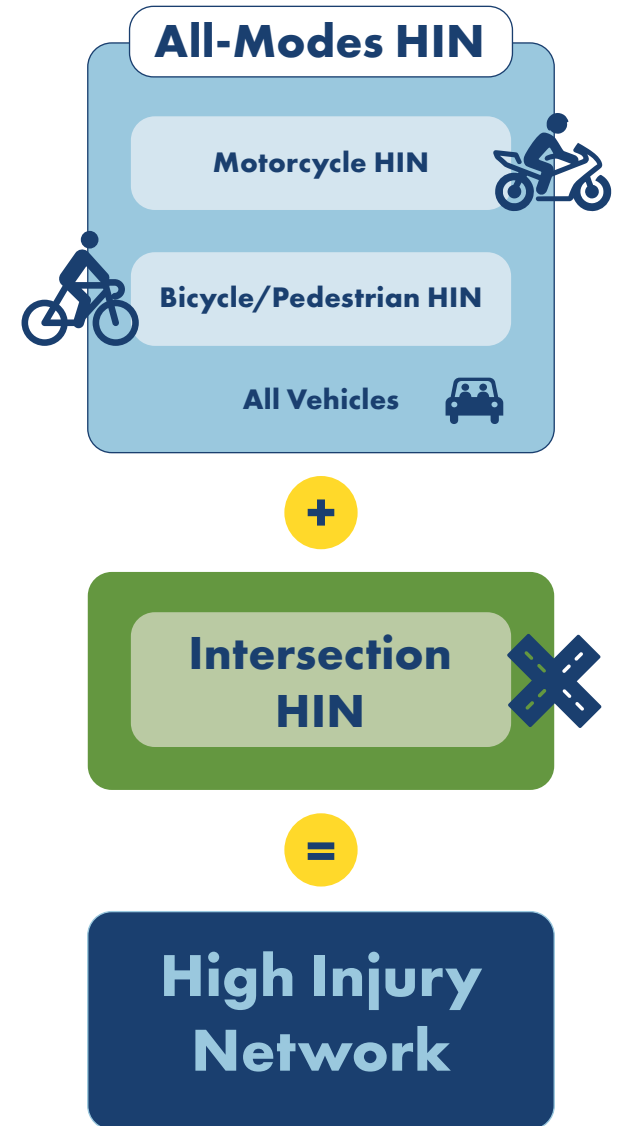 All-Modes HIN
Motorcycle HIN
Bicycle/Pedestrian HIN
All Vehicles
+
Intersection
HIN
=
High Injury
Network